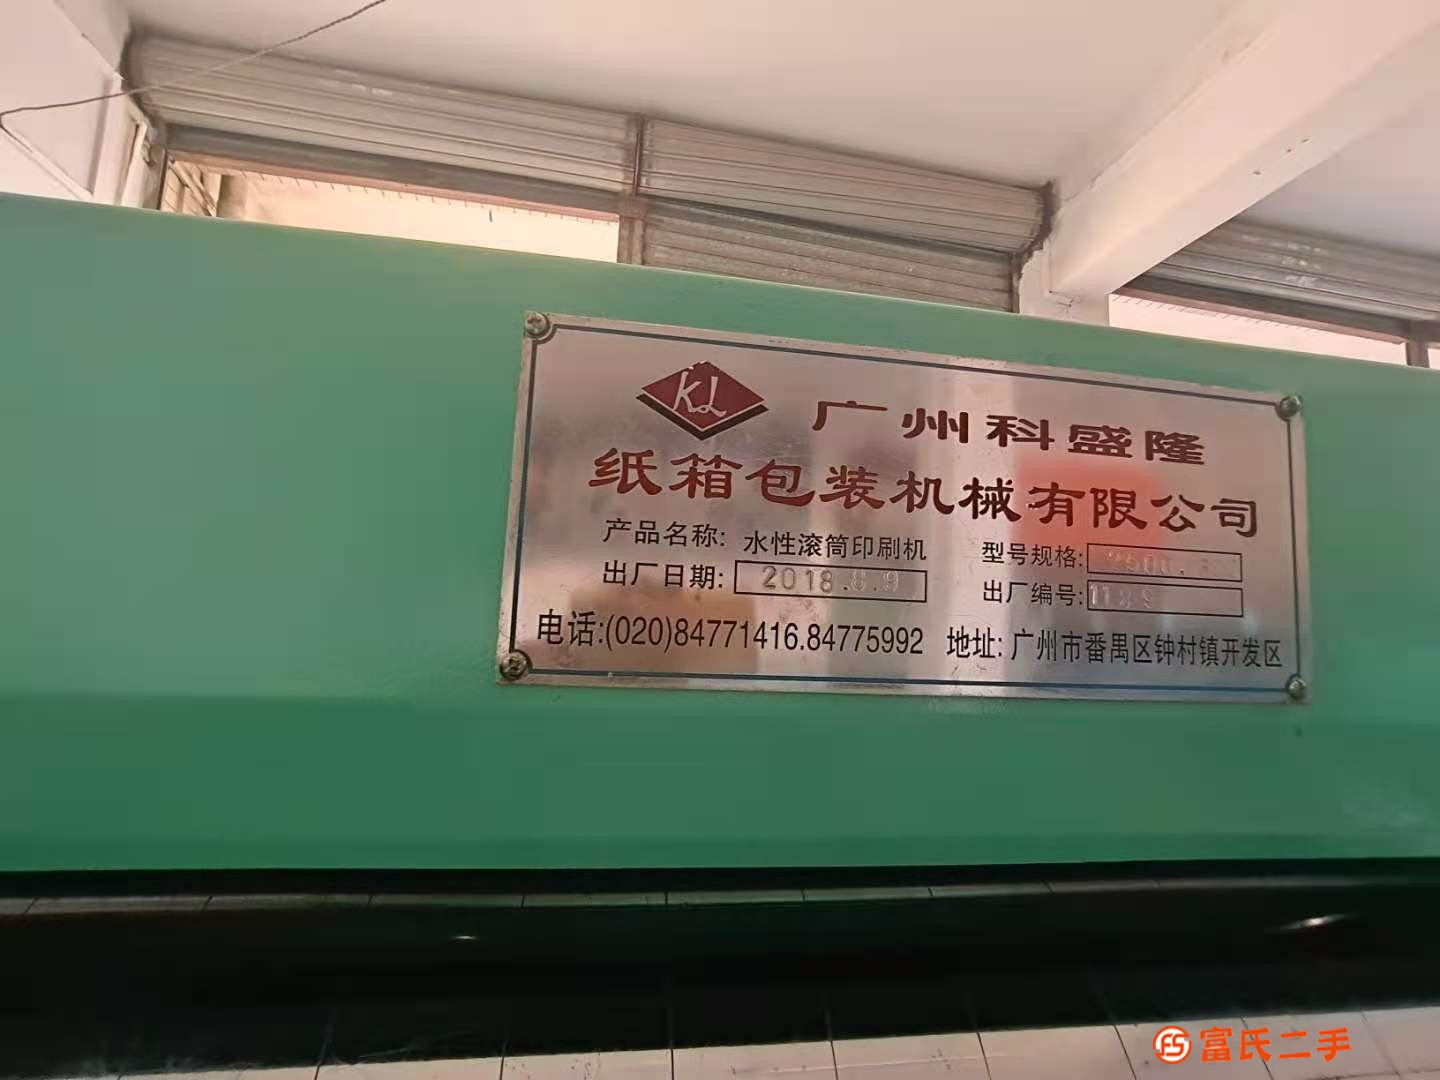 KL
广州科盛隆
纸箱包装机械有限公司
产品名称: 水性滚筒印刷机 型号规格:
出厂日期: 2018.8.9 出厂编号:
电话:(020)84771416.84775992 地址: 广州市番禺区钟村镇开发区
FS 富氏二手